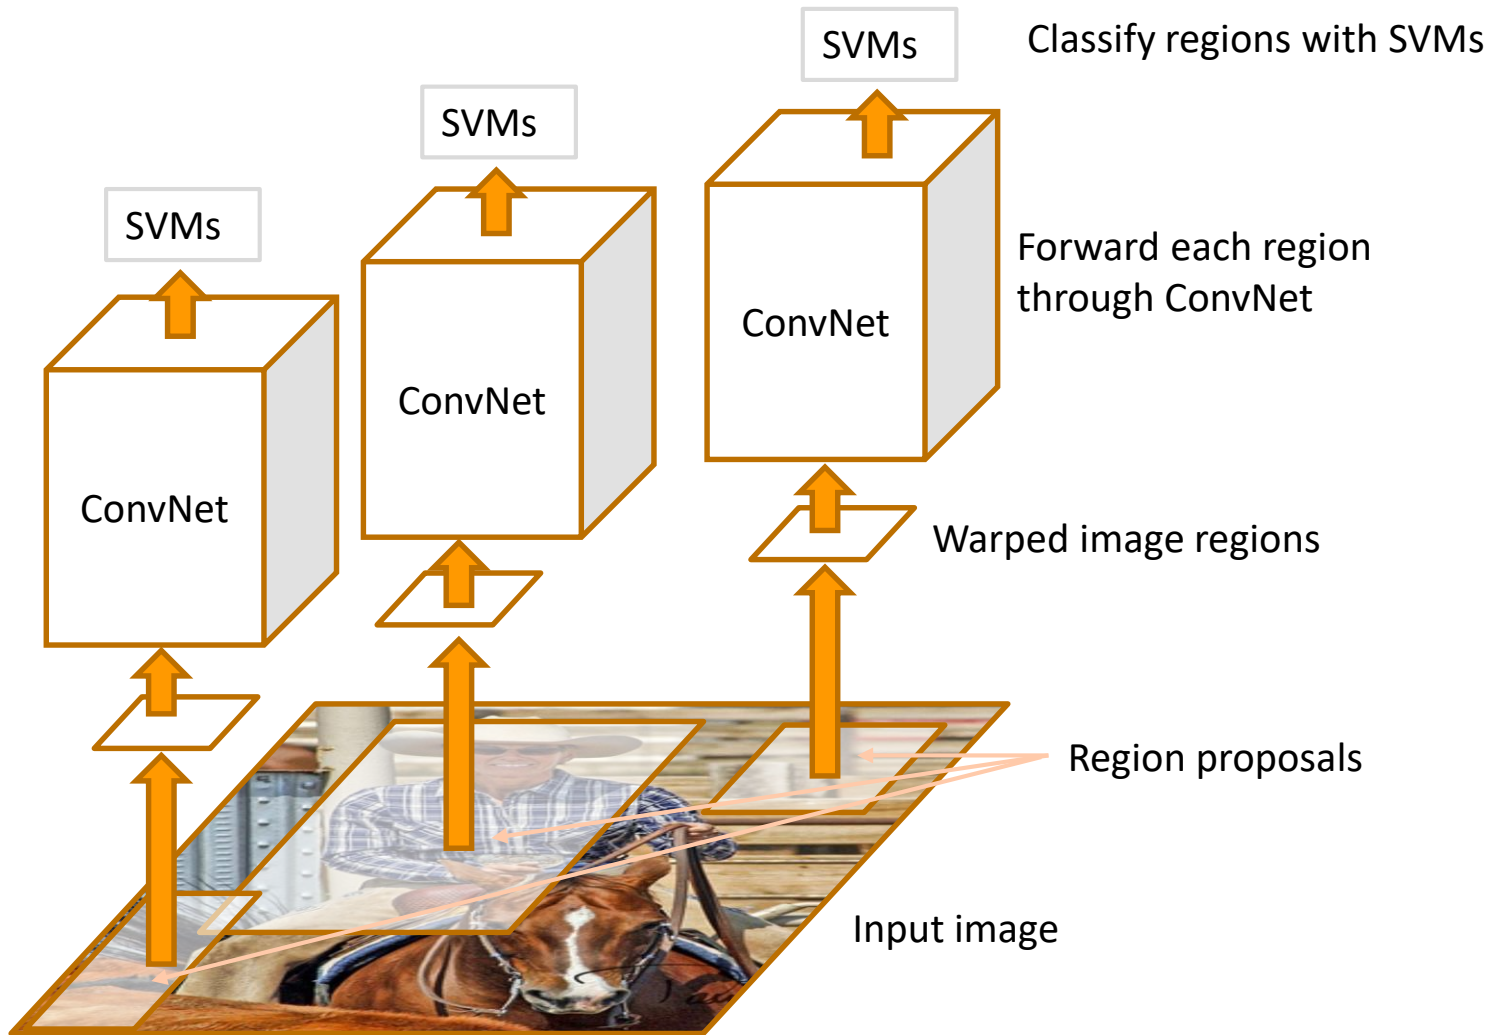 SVMs
Classify regions with SVMs
SVMs
SVMs
Forward each region
through ConvNet
ConvNet
ConvNet
ConvNet
Warped image regions
Region proposals
Input image